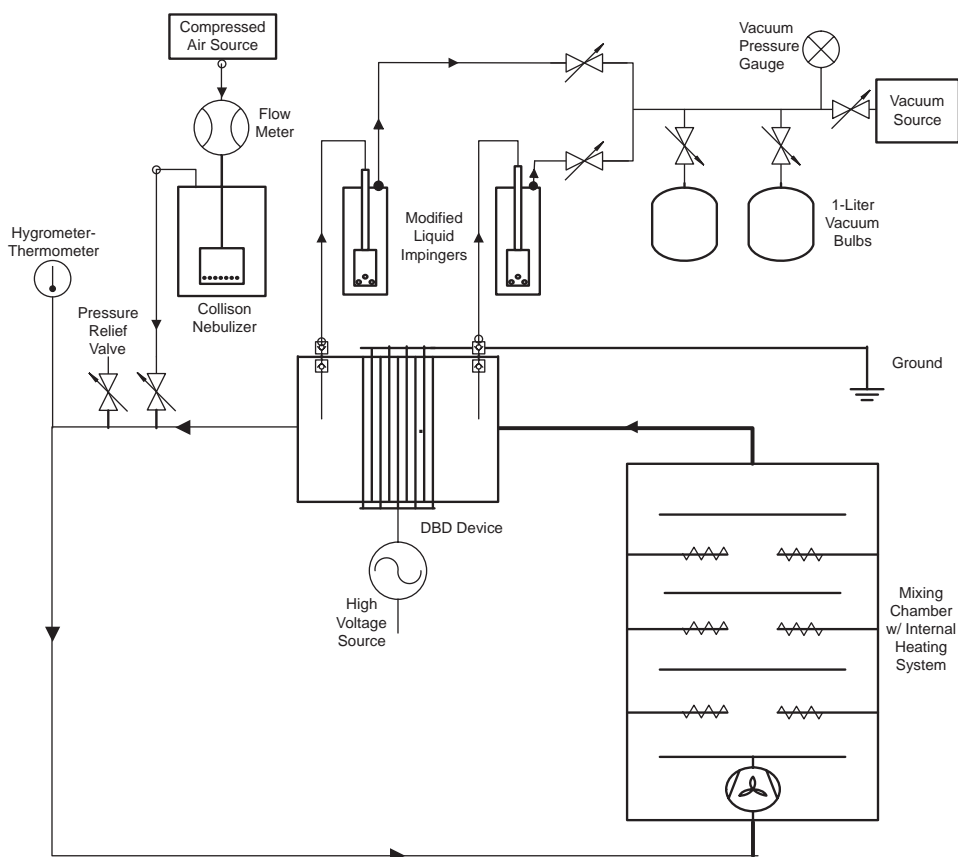 Compressed
Air Source
Flow
Meter
Hygrometer-
Thermometer
Pressure
Relief
Valve
Collison
Nebulizer
Modified
Liquid
Impingers
Vacuum
Pressure
Gauge
Vacuum
Source
1-Liter
Vacuum
Bulbs
Ground
DBD Device
High
Voltage
Source
Mixing
Chamber
w/ Internal
Heating
System